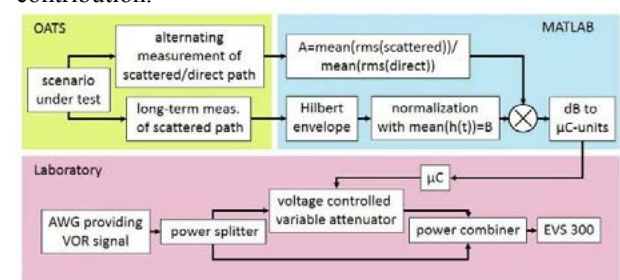 contribution.
OATS
MATLAB
alternating
measurement of
scattered/direct path
A=mean(rms(scattered))/
mean(rms(direct))
scenario
under test
long-term meas.
of scattered path
Hilbert
envelope
normalization
with mean(h(t))=B
dB to
µC-units
Laboratory
µC
voltage controlled
variable attenuator
AWG providing
VOR signal
power splitter
power combiner
EVS 300